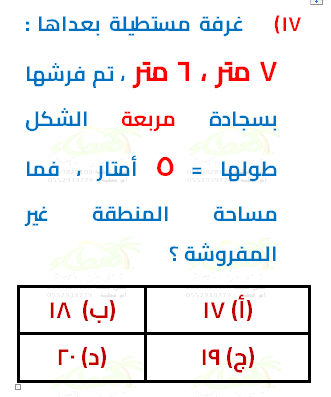 ١٧) غرفة مستطيلة بعداها :
٧ متر ، ٦ متر ، تم فرشها
بسجادة مربعة الشكل
طولها = ٥ أمتار ، فما
مساحة المنطقة غير
المفروشة ؟
(أ) ١٧ (ب) ١٨
(ج) ١٩ (د) ٢٠